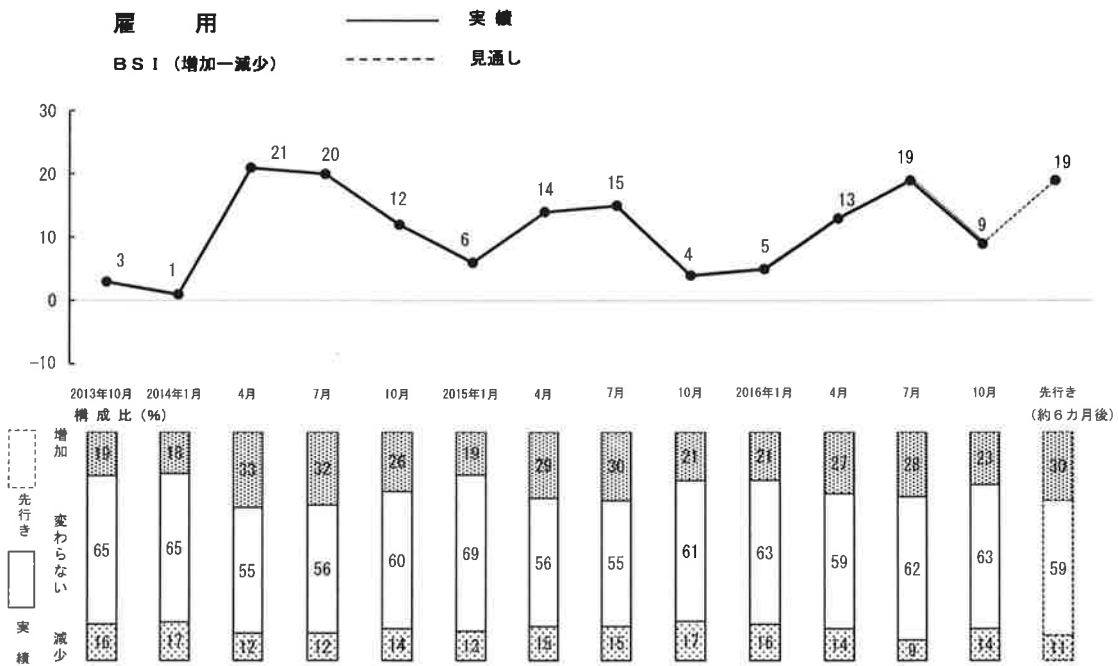 雇　用
実 績
BSI (増加ー減少)
見通し
30
20
10
0
-10
3
1
21
20
12
6
14
15
4
5
13
19
9
19
2013年10月 2014年1月 4月 7月 10月 2015年1月 4月 7月 10月 2016年1月 4月 7月 10月 先行き
構 成 比 (%)
(約6カ月後)
増加
19 18 33 32 26 19 29 30 21 21 27 28 23 30
先行き
変わらない
65 65 55 56 60 69 56 55 61 63 59 62 63 59
実績
減少
16 17 12 12 14 13 15 15 17 16 14 9 14 11